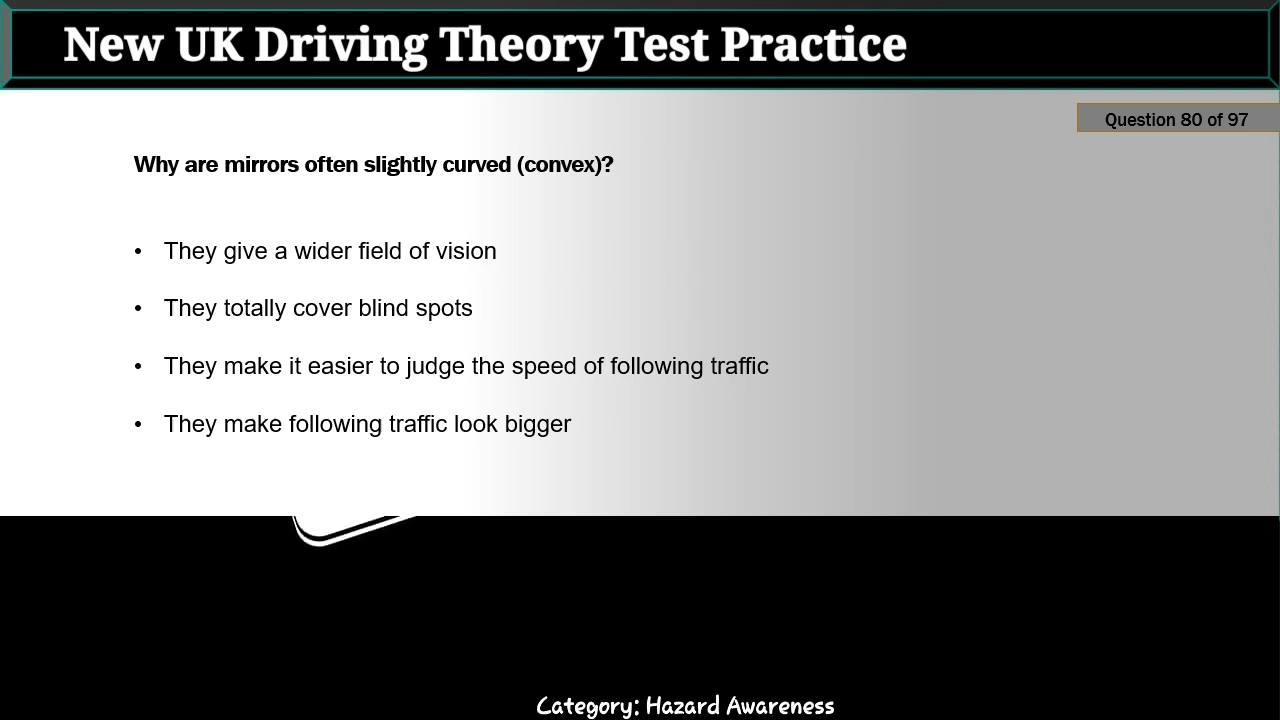 New UK Driving Theory Test Practice
Question 80 of 97
Why are mirrors often slightly curved (convex)?
• They give a wider field of vision
• They totally cover blind spots
• They make it easier to judge the speed of following traffic
• They make following traffic look bigger
Category: Hazard Awareness